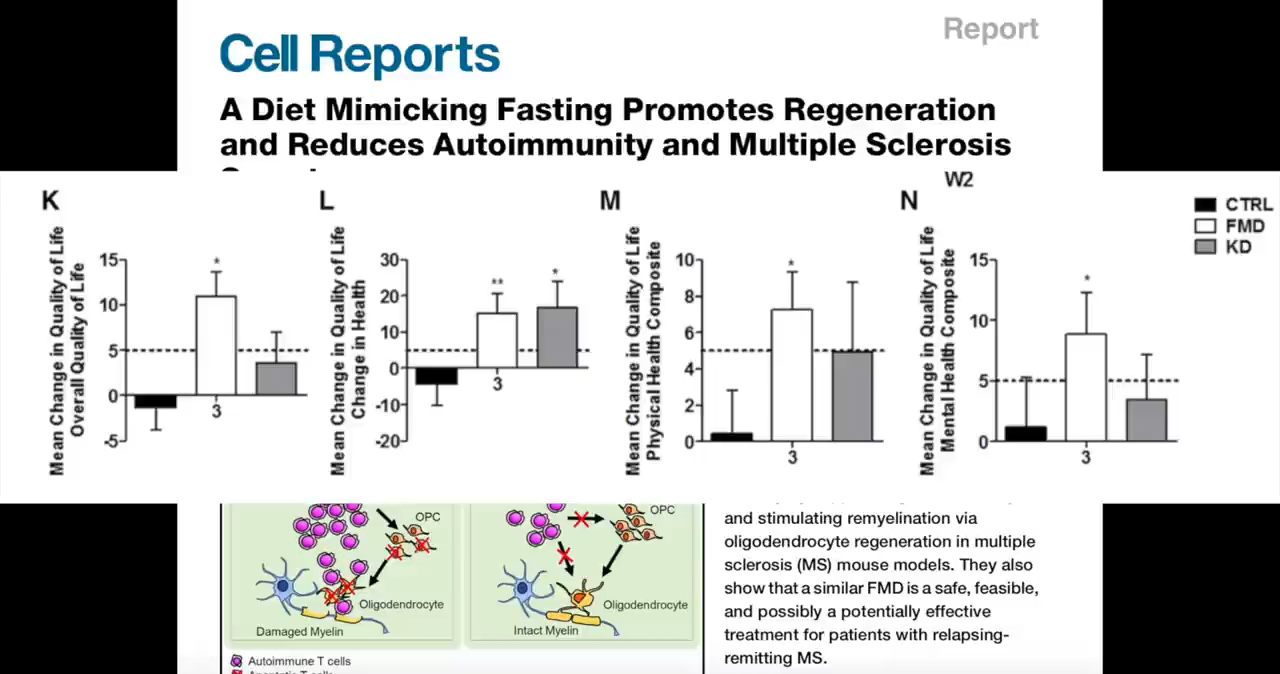 Report
Cell Reports
A Diet Mimicking Fasting Promotes Regeneration
and Reduces Autoimmunity and Multiple Sclerosis
W2
K
L
M
N
CTRL
FMD
KD
Mean Change in Quality of Life
Overall Quality of Life
15
10
5
0
-5
*
3
Mean Change in Quality of Life
Change in Health
30
20
10
0
-10
-20
**
*
3
Mean Change in Quality of Life
Physical Health Composite
10
8
6
4
2
0
*
3
Mean Change in Quality of Life
Mental Health Composite
15
10
5
0
*
3
OPC
Oligodendrocyte
Damaged Myelin
OPC
Oligodendrocyte
Intact Myelin
Autoimmune T cells
and stimulating remyelination via
oligodendrocyte regeneration in multiple
sclerosis (MS) mouse models. They also
show that a similar FMD is a safe, feasible,
and possibly a potentially effective
treatment for patients with relapsing-
remitting MS.